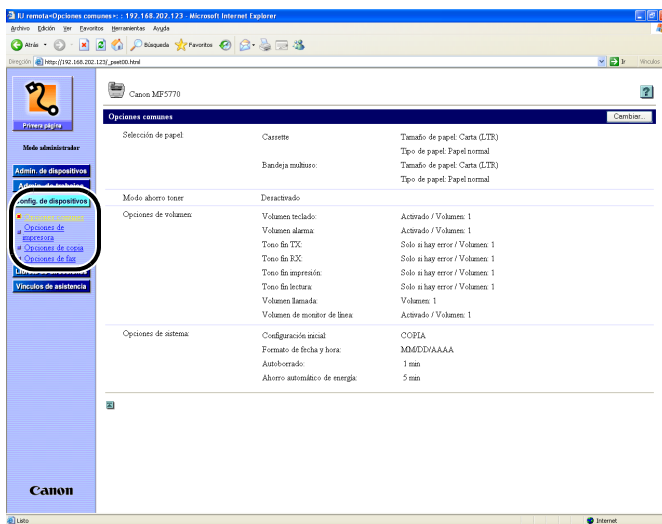 IU remota<Opciones comunes>: : 192.168.202.123 - Microsoft Internet Explorer
Archivo Edición Ver Favoritos Herramientas Ayuda
Atrás Búsqueda Favoritos
Dirección http://192.168.202.123/_pset00.html Ir Vínculos
Primera página
Modo administrador
Admin. de dispositivos
Admin. de trabajos
Config. de dispositivos
Opciones comunes
Opciones de
impresora
Opciones de copia
Opciones de fax
Libreta de direcciones
Vínculos de asistencia
Canon
Canon MF5770
Opciones comunes Cambiar...
Selección de papel: Cassette Tamaño de papel: Carta (LTR)
Tipo de papel: Papel normal
Bandeja multiuso: Tamaño de papel: Carta (LTR)
Tipo de papel: Papel normal
Modo ahorro toner Desactivado
Opciones de volumen: Volumen teclado: Activado / Volumen: 1
Volumen alarma: Activado / Volumen: 1
Tono fin TX: Solo si hay error / Volumen: 1
Tono fin RX: Solo si hay error / Volumen: 1
Tono fin impresión: Solo si hay error / Volumen: 1
Tono fin lectura: Solo si hay error / Volumen: 1
Volumen llamada: Volumen: 1
Volumen de monitor de línea: Activado / Volumen: 1
Opciones de sistema: Configuración inicial: COPIA
Formato de fecha y hora: MM/DD/AAAA
Autoborrado: 1 min
Ahorro automático de energía: 5 min
Listo Internet